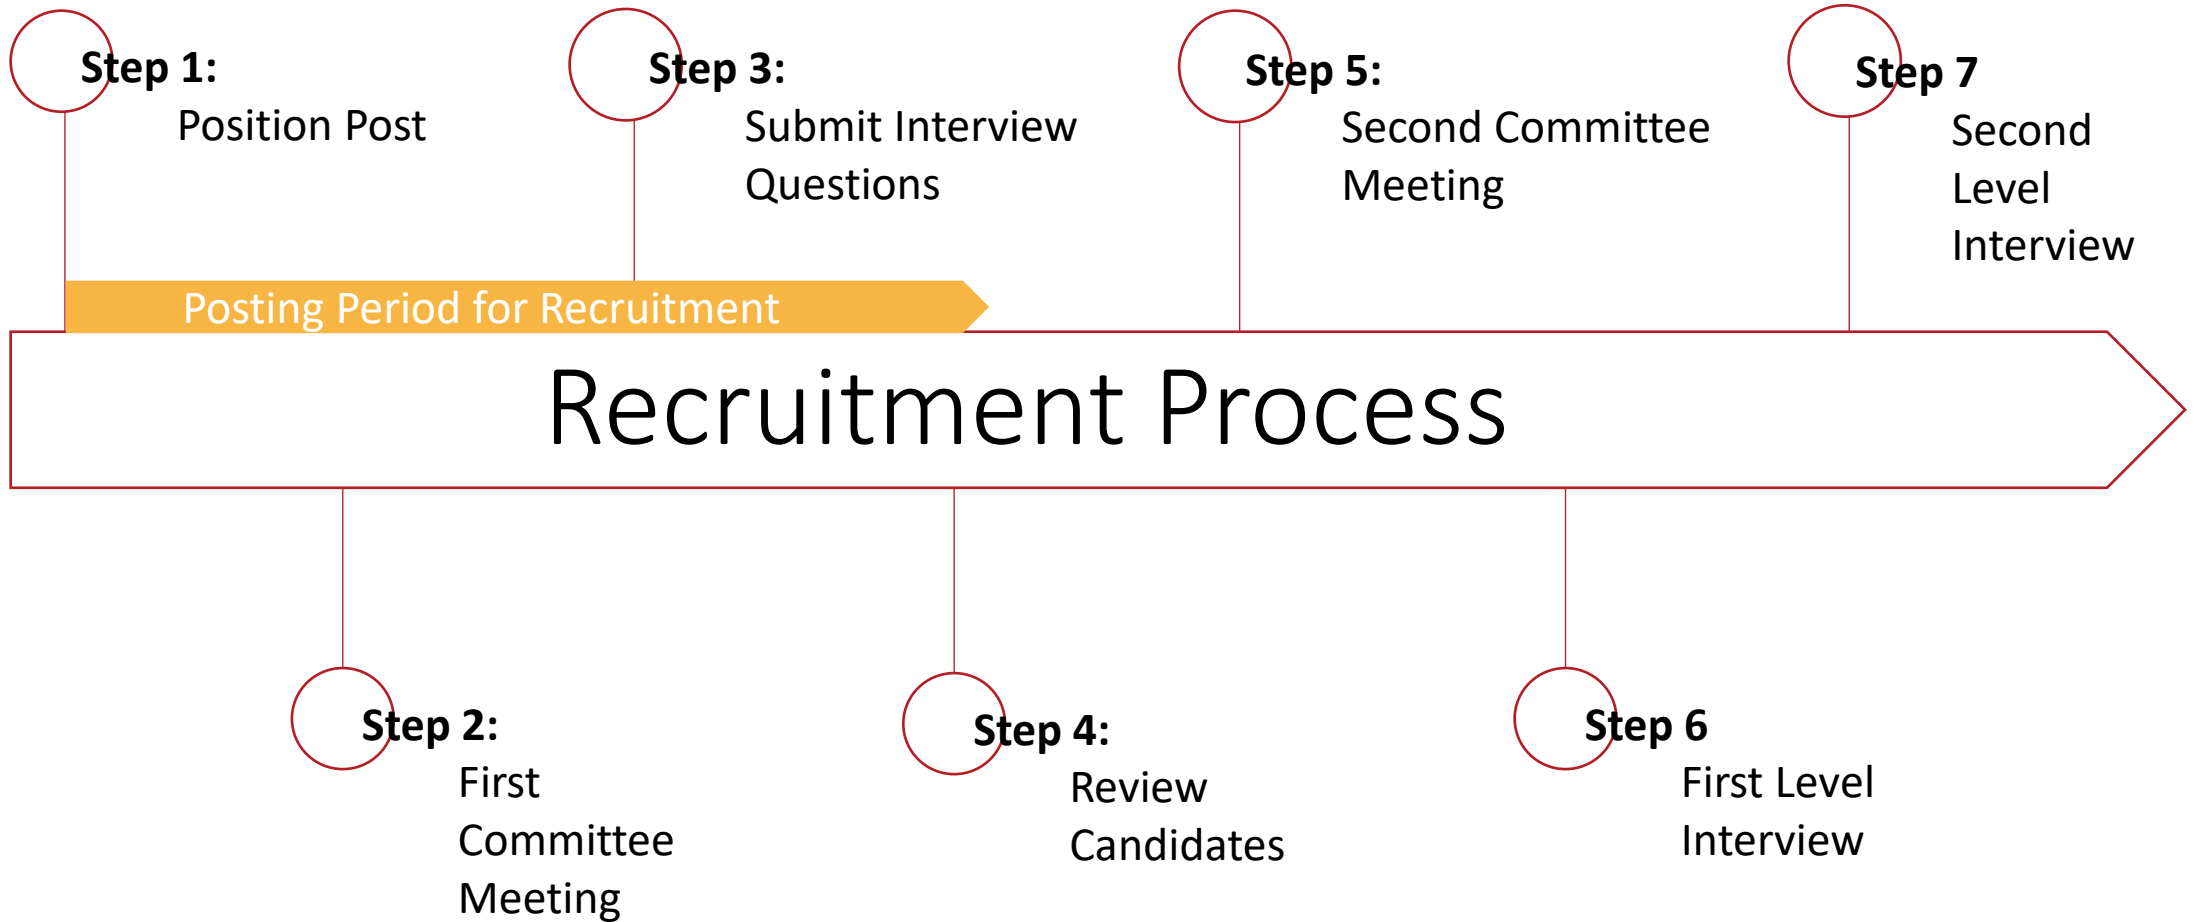 Step 1:
Position Post
Step 3:
Submit Interview
Questions
Step 5:
Second Committee
Meeting
Step 7
Second
Level
Interview
Posting Period for Recruitment
Recruitment Process
Step 2:
First
Committee
Meeting
Step 4:
Review
Candidates
Step 6
First Level
Interview